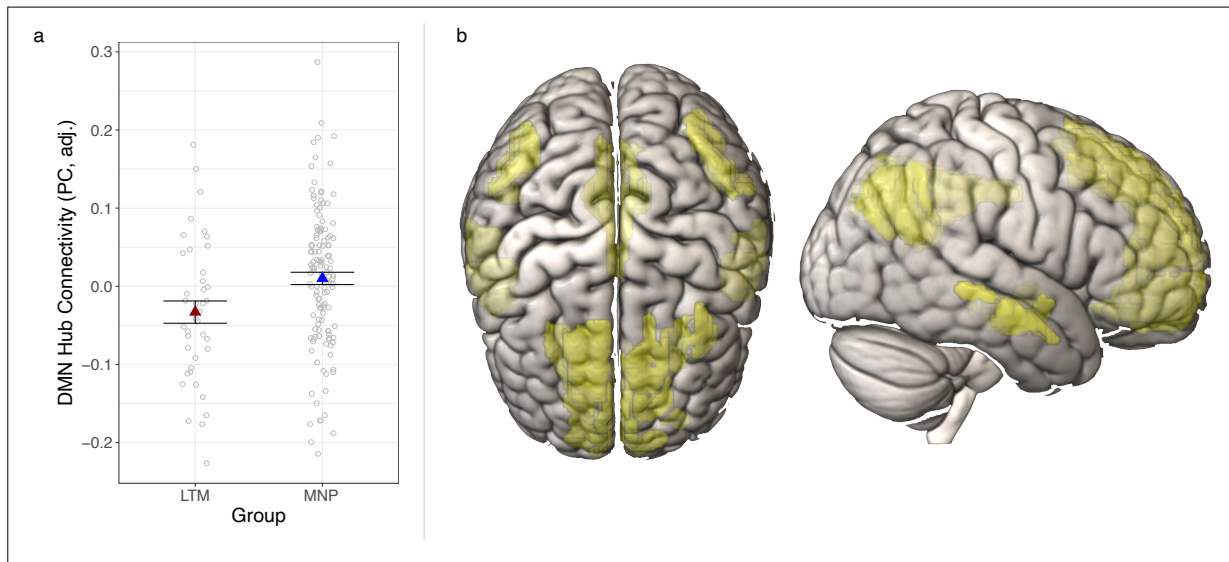 a
b
0.3
0.2
0.1
0.0
−0.1
−0.2
DMN Hub Connectivity (PC, adj.)
LTM MNP
Group